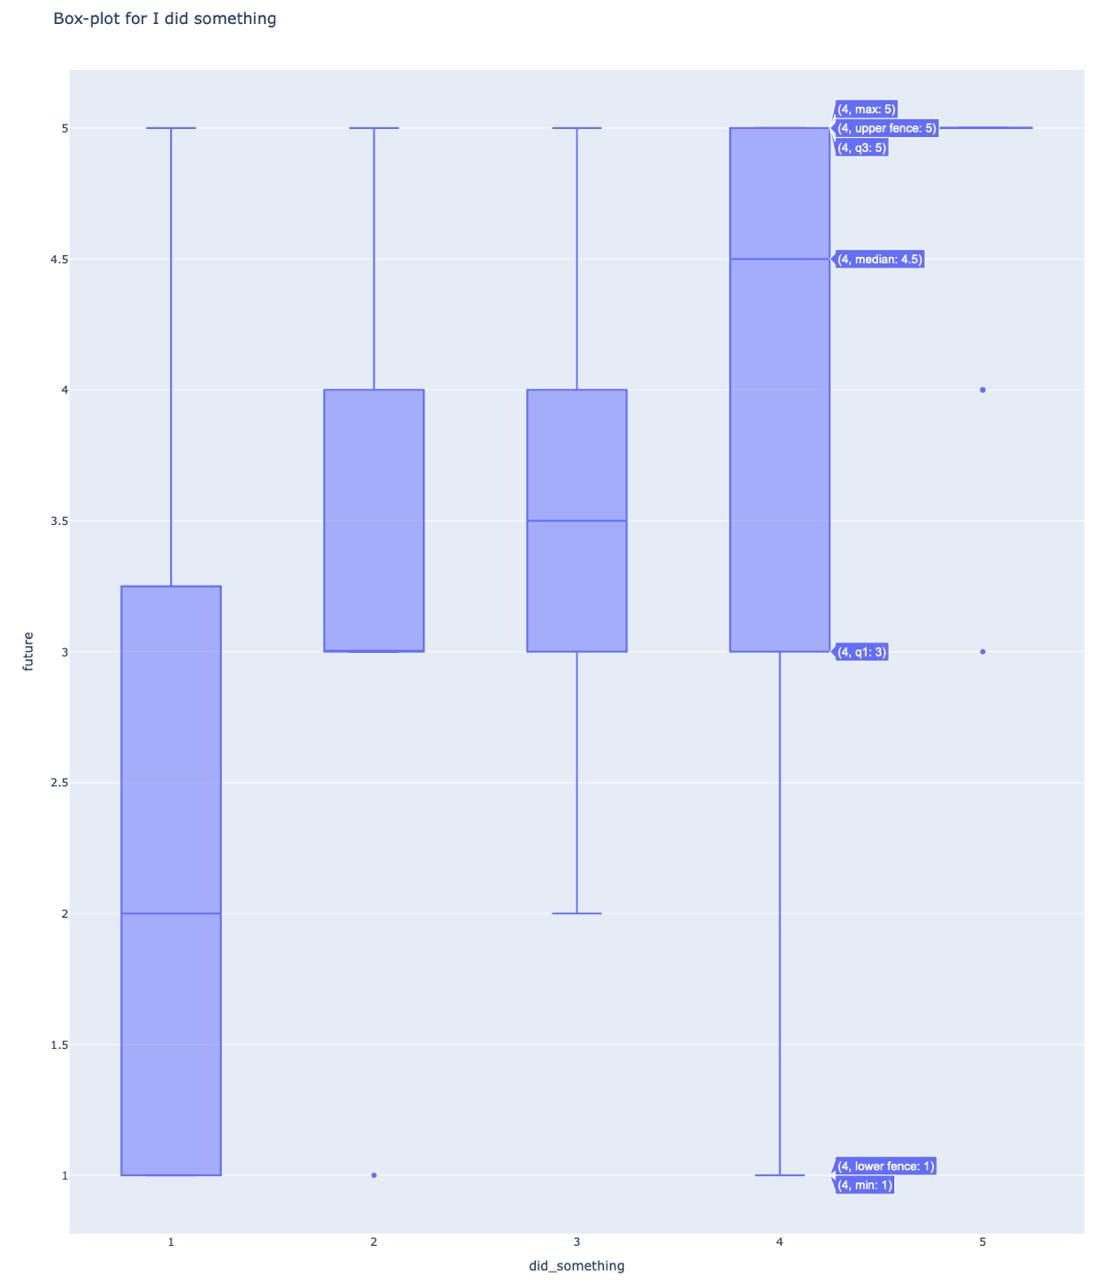 Box-plot for I did something
(4, max: 5)
5
(4, upper fence: 5)
(4, q3: 5)
4.5
(4, median: 4.5)
4
3.5
future
3
(4, q1: 3)
2.5
2
1.5
(4, lower fence: 1)
1
(4, min: 1)
1 2 3 4 5
did_something